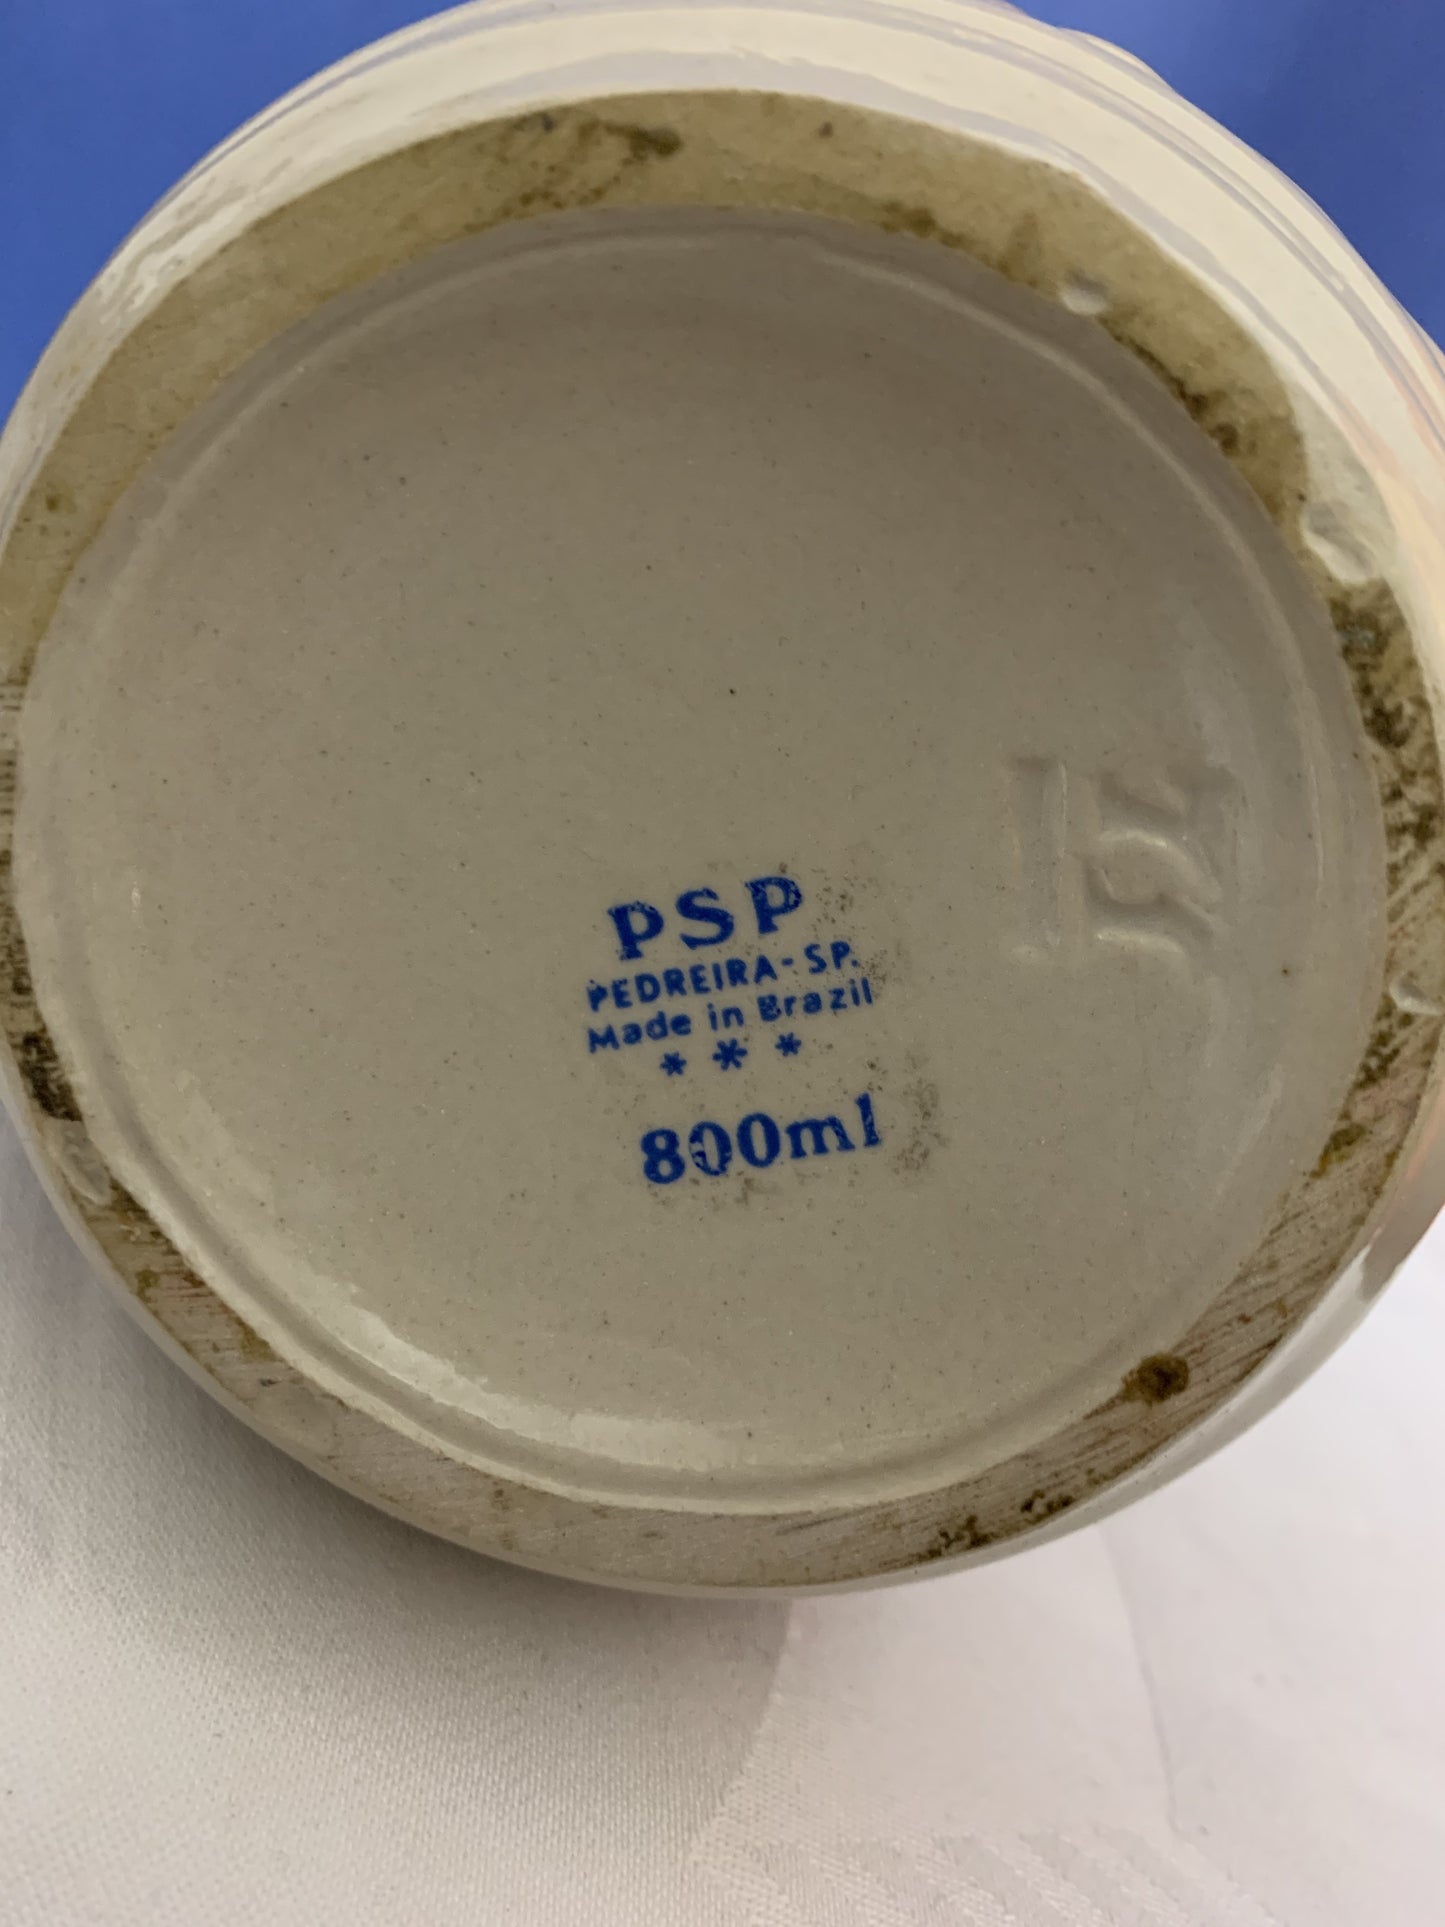 PSP
PEDREIRA-SP.
Made in Brazil
* * *
800ml